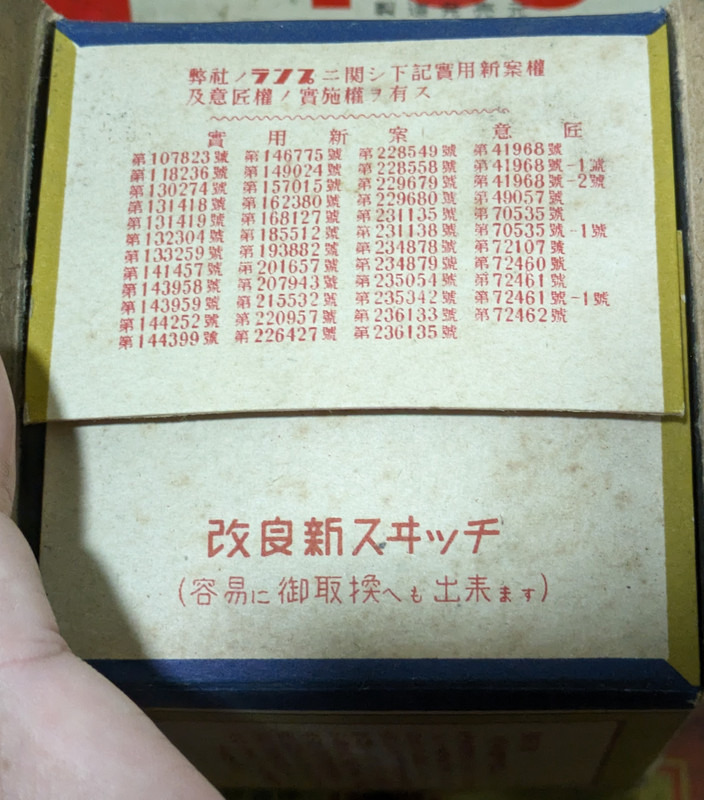 製造発売元
弊社ノランプニ関シ下記實用新案權
及意匠權ノ實施權ヲ有ス
實用新案 意匠
第107823號 第146775號 第228549號 第41968號
第118236號 第149024號 第228558號 第41968號-1號
第130274號 第157015號 第229679號 第41968號-2號
第131418號 第162380號 第229680號 第49057號
第131419號 第168127號 第231135號 第70535號
第132304號 第185512號 第231138號 第70535號-1號
第133259號 第193882號 第234878號 第72107號
第141457號 第201657號 第234879號 第72460號
第143958號 第207943號 第235054號 第72461號
第143959號 第215532號 第235342號 第72461號-1號
第144252號 第220957號 第236133號 第72462號
第144399號 第226427號 第236135號
改良新スヰッチ
(容易に御取換へも出来ます)